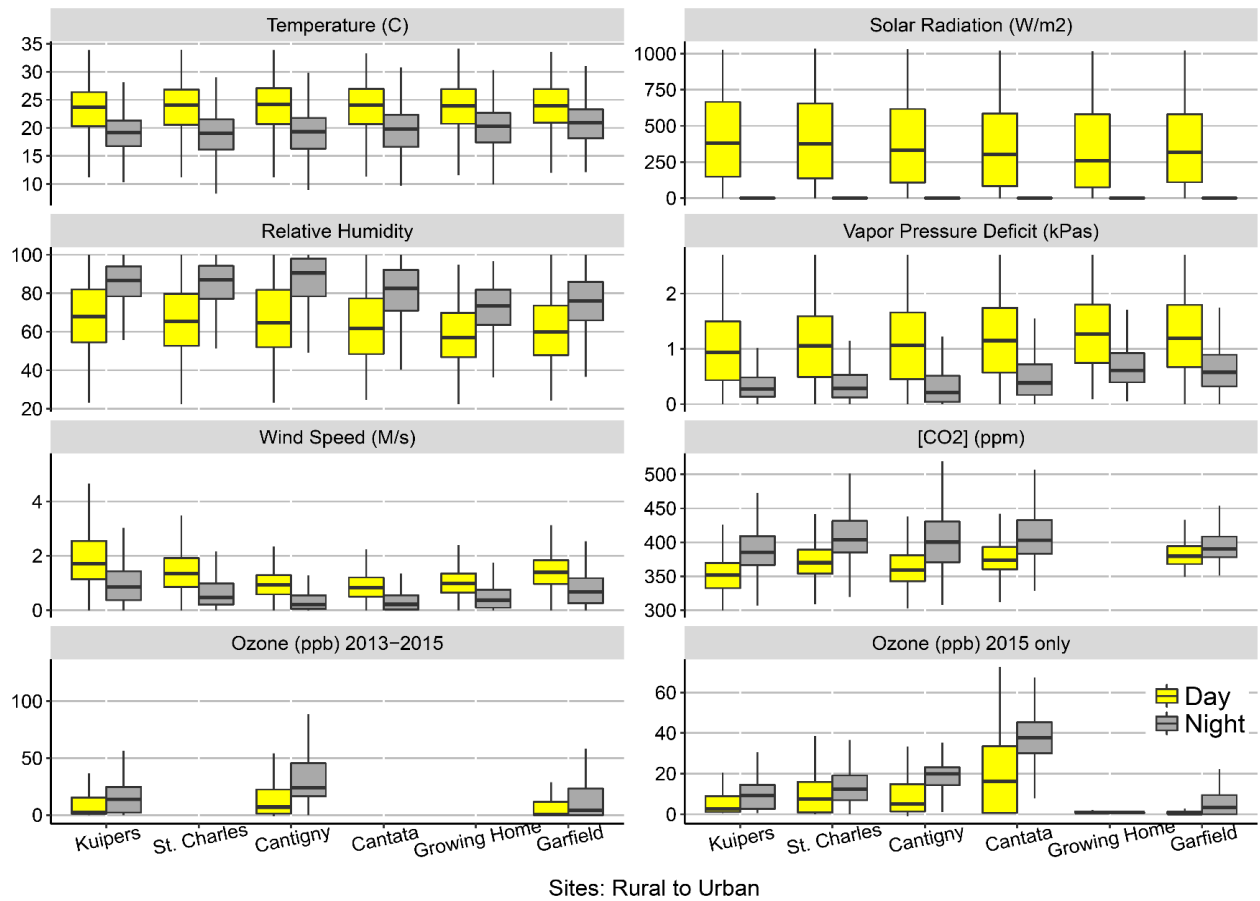 Temperature (C)
35
30
25
20
15
10
Solar Radiation (W/m2)
1000
750
500
250
0
Relative Humidity
100
80
60
40
20
Vapor Pressure Deficit (kPas)
2
1
0
Wind Speed (M/s)
4
2
0
[CO2] (ppm)
500
450
400
350
300
Ozone (ppb) 2013−2015
100
50
0
Ozone (ppb) 2015 only
60
40
20
0
Day
Night
Kuipers St. Charles Cantigny Cantata Growing Home Garfield
Kuipers St. Charles Cantigny Cantata Growing Home Garfield
Sites: Rural to Urban